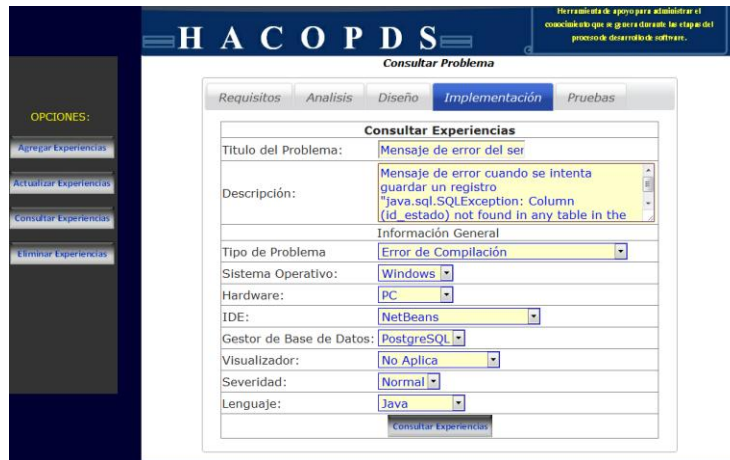 Herramienta de apoyo para administrar el
conocimiento que se genera durante las etapas del
proceso de desarrollo de software.
HACOPDS
Consultar Problema
Requisitos Analisis Diseño Implementación Pruebas
OPCIONES:
Agregar Experiencias
Actualizar Experiencias
Consultar Experiencias
Eliminar Experiencias
Consultar Experiencias
Titulo del Problema: Mensaje de error del ser
Descripción: Mensaje de error cuando se intenta
guardar un registro
"java.sql.SQLException: Column
(id_estado) not found in any table in the
Información General
Tipo de Problema Error de Compilación
Sistema Operativo: Windows
Hardware: PC
IDE: NetBeans
Gestor de Base de Datos: PostgreSQL
Visualizador: No Aplica
Severidad: Normal
Lenguaje: Java
Consultar Experiencias